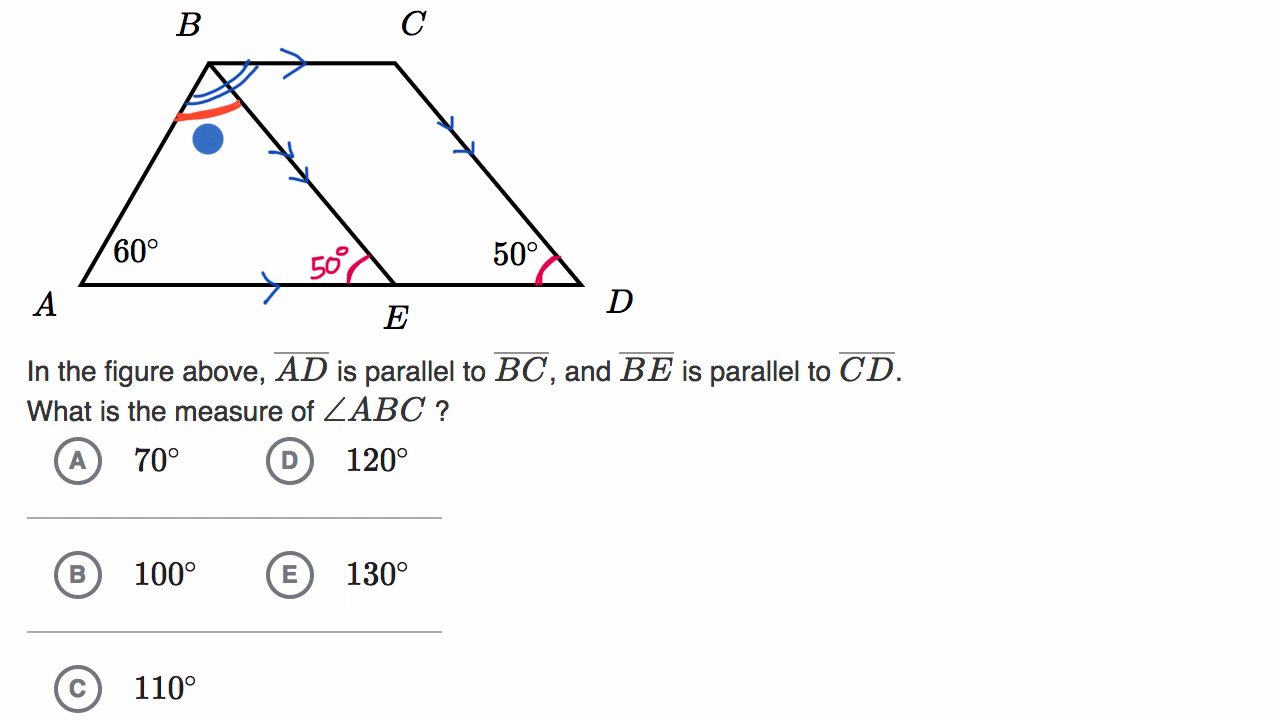 B C
60° 50° 50°
A E D
In the figure above, AD is parallel to BC, and BE is parallel to CD.
What is the measure of ∠ABC ?
A 70° D 120°
B 100° E 130°
C 110°